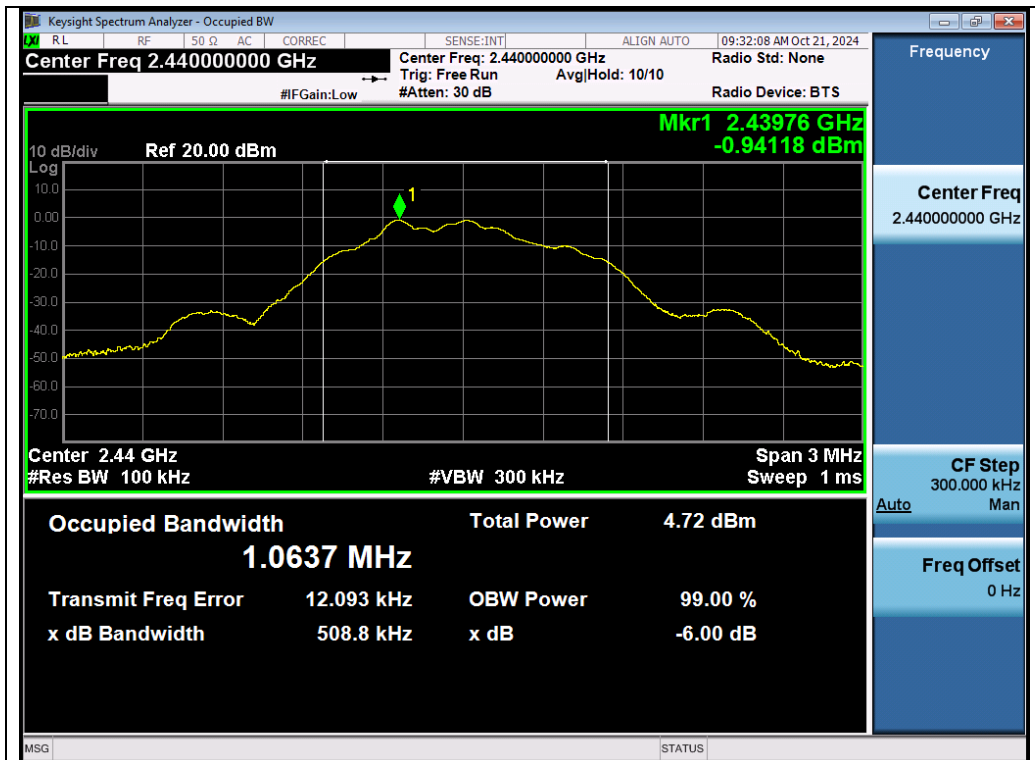 Keysight Spectrum Analyzer - Occupied BW
LXI RL RF 50 Ω AC CORREC SENSE:INT ALIGN AUTO 09:32:08 AM Oct 21, 2024
Center Freq 2.440000000 GHz
Center Freq: 2.440000000 GHz
Radio Std: None
Trig: Free Run Avg|Hold: 10/10
#IFGain:Low #Atten: 30 dB Radio Device: BTS
Mkr1 2.43976 GHz
-0.94118 dBm
10 dB/div Ref 20.00 dBm
Log
10.0
1
0.00
-10.0
-20.0
-30.0
-40.0
-50.0
-60.0
-70.0
Center 2.44 GHz Span 3 MHz
#Res BW 100 kHz #VBW 300 kHz Sweep 1 ms
Occupied Bandwidth Total Power 4.72 dBm
1.0637 MHz
Transmit Freq Error 12.093 kHz OBW Power 99.00 %
x dB Bandwidth 508.8 kHz x dB -6.00 dB
Frequency
Center Freq
2.440000000 GHz
CF Step
300.000 kHz
Auto Man
Freq Offset
0 Hz
MSG STATUS